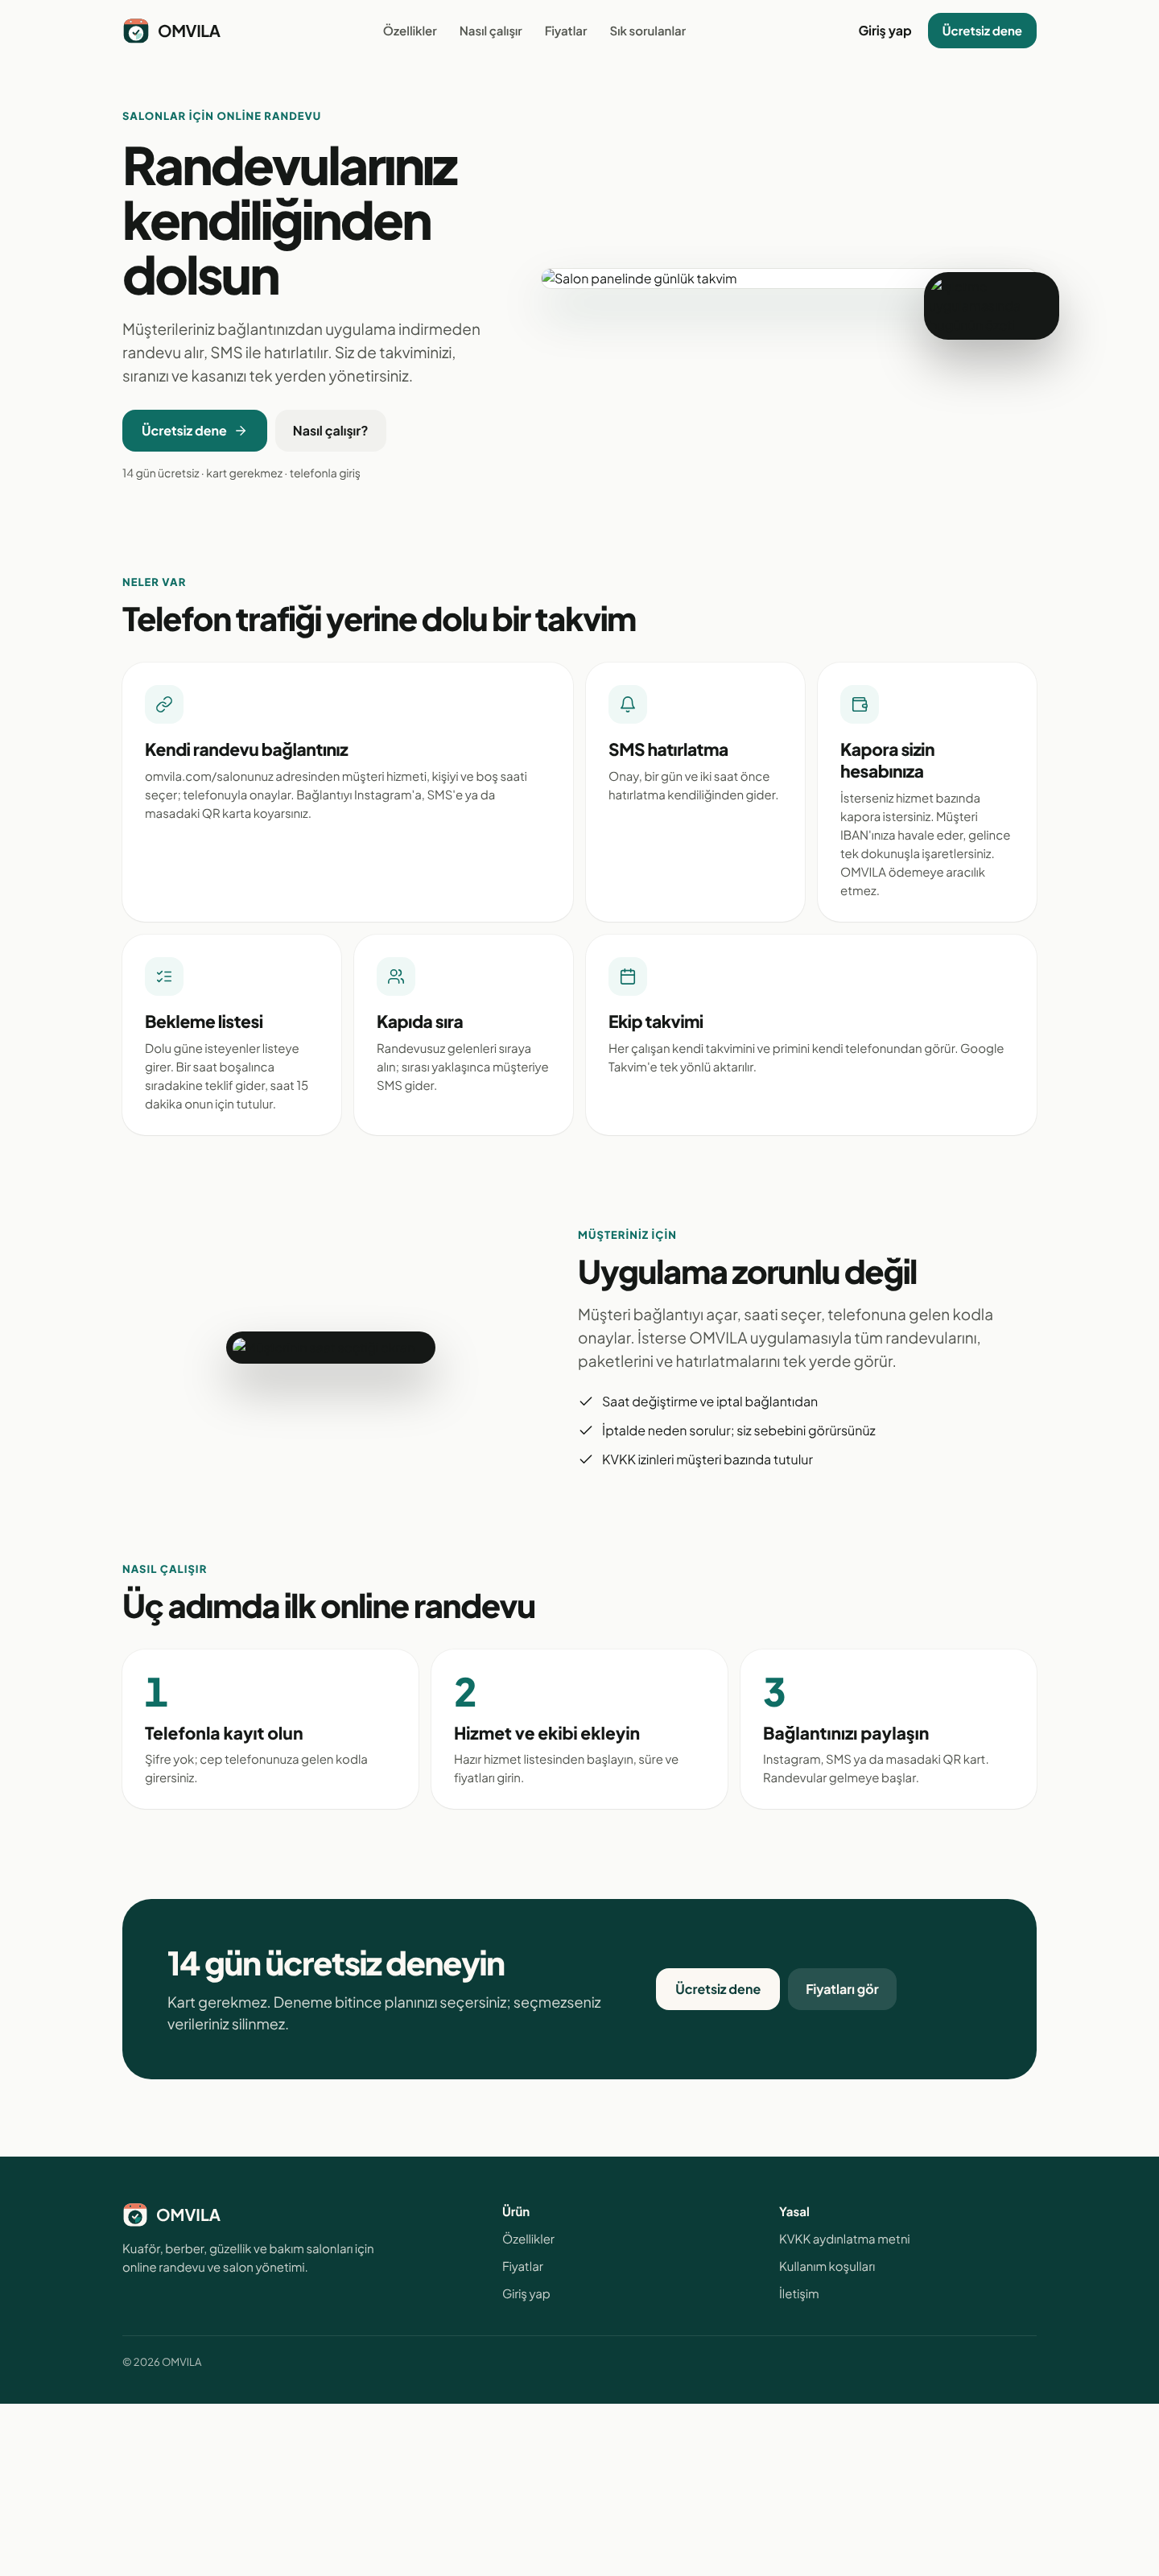 OMVILA
Özellikler
Nasıl çalışır
Fiyatlar
Sık sorulanlar
Giriş yap
Ücretsiz dene
SALONLAR İÇİN ONLİNE RANDEVU
Randevularınız
kendiliğinden
dolsun
Müşterileriniz bağlantınızdan uygulama indirmeden
randevu alır, SMS ile hatırlatılır. Siz de takviminizi,
sıranızı ve kasanızı tek yerden yönetirsiniz.
Ücretsiz dene
Nasıl çalışır?
14 gün ücretsiz · kart gerekmez · telefonla giriş
Salon panelinde günlük takvim
NELER VAR
Telefon trafiği yerine dolu bir takvim
Kendi randevu bağlantınız
omvila.com/salonunuz adresinden müşteri hizmeti, kişiyi ve boş saati
seçer; telefonuyla onaylar. Bağlantıyı Instagram'a, SMS'e ya da
masadaki QR karta koyarsınız.
SMS hatırlatma
Onay, bir gün ve iki saat önce
hatırlatma kendiliğinden gider.
Kapora sizin
hesabınıza
İsterseniz hizmet bazında
kapora istersiniz. Müşteri
IBAN'ınıza havale eder, gelince
tek dokunuşla işaretlersiniz.
OMVILA ödemeye aracılık
etmez.
Bekleme listesi
Dolu güne isteyenler listeye
girer. Bir saat boşalınca
sıradakine teklif gider, saat 15
dakika onun için tutulur.
Kapıda sıra
Randevusuz gelenleri sıraya
alın; sırası yaklaşınca müşteriye
SMS gider.
Ekip takvimi
Her çalışan kendi takvimini ve primini kendi telefonundan görür. Google
Takvim'e tek yönlü aktarılır.
MÜŞTERİNİZ İÇİN
Uygulama zorunlu değil
Müşteri bağlantıyı açar, saati seçer, telefonuna gelen kodla
onaylar. İsterse OMVILA uygulamasıyla tüm randevularını,
paketlerini ve hatırlatmalarını tek yerde görür.
Saat değiştirme ve iptal bağlantıdan
İptalde neden sorulur; siz sebebini görürsünüz
KVKK izinleri müşteri bazında tutulur
NASIL ÇALIŞIR
Üç adımda ilk online randevu
1
Telefonla kayıt olun
Şifre yok; cep telefonunuza gelen kodla
girersiniz.
2
Hizmet ve ekibi ekleyin
Hazır hizmet listesinden başlayın, süre ve
fiyatları girin.
3
Bağlantınızı paylaşın
Instagram, SMS ya da masadaki QR kart.
Randevular gelmeye başlar.
14 gün ücretsiz deneyin
Kart gerekmez. Deneme bitince planınızı seçersiniz; seçmezseniz
verileriniz silinmez.
Ücretsiz dene
Fiyatları gör
OMVILA
Kuaför, berber, güzellik ve bakım salonları için
online randevu ve salon yönetimi.
Ürün
Özellikler
Fiyatlar
Giriş yap
Yasal
KVKK aydınlatma metni
Kullanım koşulları
İletişim
© 2026 OMVILA